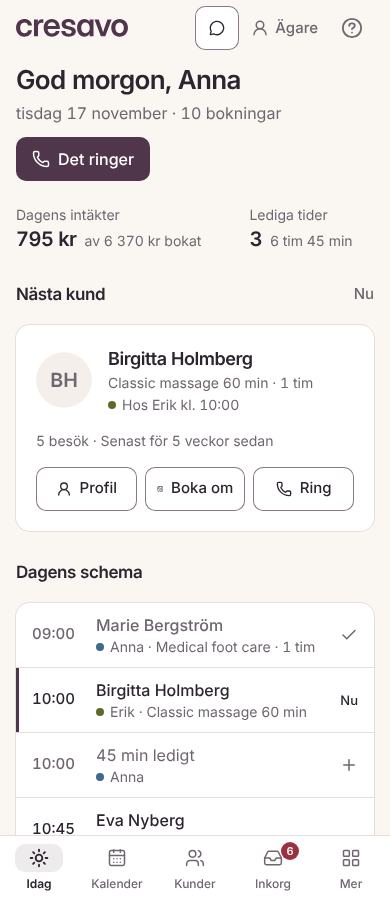 cresavo
Ägare
God morgon, Anna
tisdag 17 november · 10 bokningar
Det ringer
Dagens intäkter
795 kr av 6 370 kr bokat
Lediga tider
3 6 tim 45 min
Nästa kund
Nu
BH
Birgitta Holmberg
Classic massage 60 min · 1 tim
Hos Erik kl. 10:00
5 besök · Senast för 5 veckor sedan
Profil
Boka om
Ring
Dagens schema
09:00
Marie Bergström
Anna · Medical foot care · 1 tim
10:00
Birgitta Holmberg
Erik · Classic massage 60 min
Nu
10:00
45 min ledigt
Anna
10:45
Eva Nyberg
Idag
Kalender
Kunder
6
Inkorg
Mer